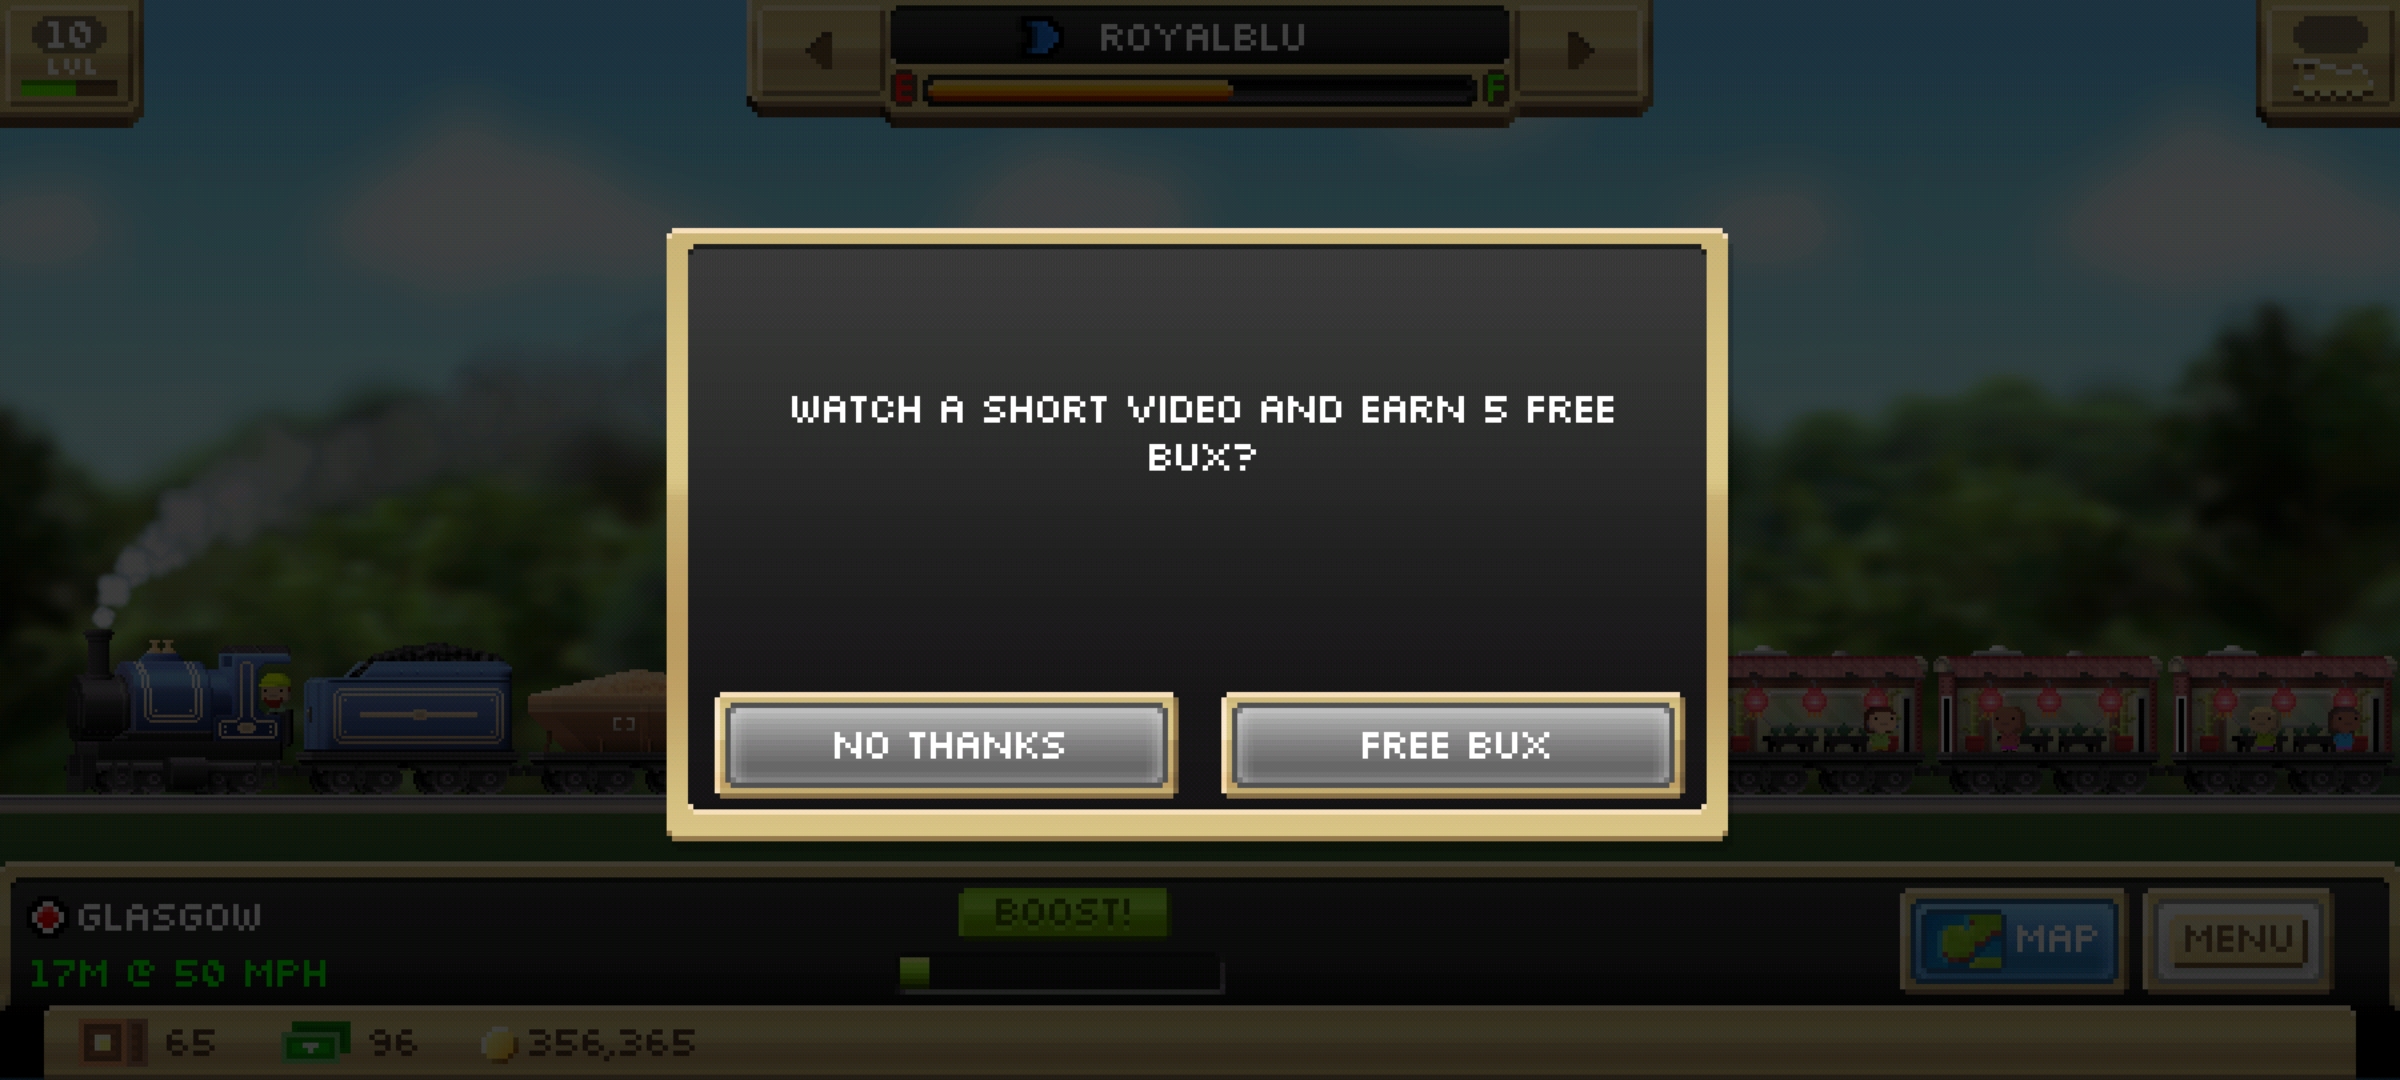 10
LVL
ROYALBLU
E
F
WATCH A SHORT VIDEO AND EARN 5 FREE
BUX?
NO THANKS
FREE BUX
GLASGOW
17M @ 50 MPH
BOOST!
MAP
MENU
65
96
356,365